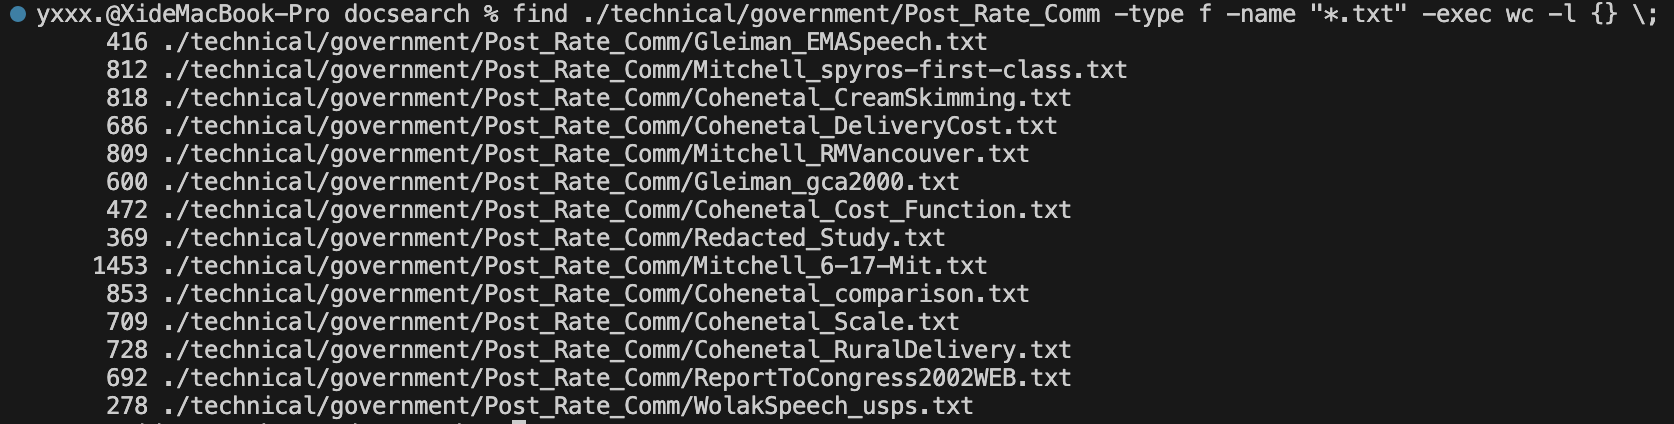 yxxx.@XideMacBook-Pro docsearch % find ./technical/government/Post_Rate_Comm -type f -name "*.txt" -exec wc -l {} \;
416 ./technical/government/Post_Rate_Comm/Gleiman_EMASpeech.txt
812 ./technical/government/Post_Rate_Comm/Mitchell_spyros-first-class.txt
818 ./technical/government/Post_Rate_Comm/Cohenetal_CreamSkimming.txt
686 ./technical/government/Post_Rate_Comm/Cohenetal_DeliveryCost.txt
809 ./technical/government/Post_Rate_Comm/Mitchell_RMVancouver.txt
600 ./technical/government/Post_Rate_Comm/Gleiman_gca2000.txt
472 ./technical/government/Post_Rate_Comm/Cohenetal_Cost_Function.txt
369 ./technical/government/Post_Rate_Comm/Redacted_Study.txt
1453 ./technical/government/Post_Rate_Comm/Mitchell_6-17-Mit.txt
853 ./technical/government/Post_Rate_Comm/Cohenetal_comparison.txt
709 ./technical/government/Post_Rate_Comm/Cohenetal_Scale.txt
728 ./technical/government/Post_Rate_Comm/Cohenetal_RuralDelivery.txt
692 ./technical/government/Post_Rate_Comm/ReportToCongress2002WEB.txt
278 ./technical/government/Post_Rate_Comm/WolakSpeech_usps.txt